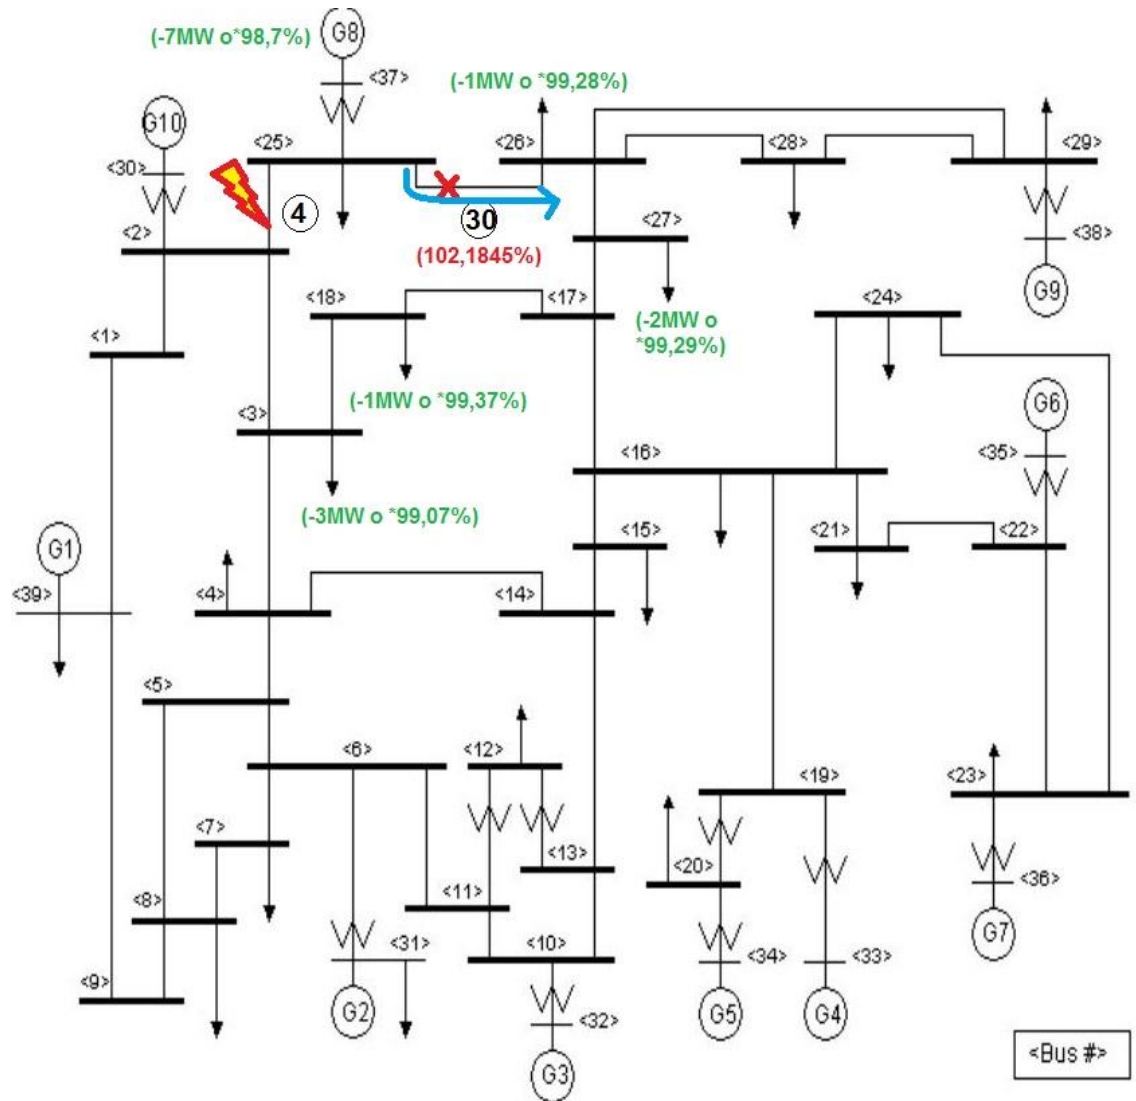 (-7MW o*98,7%)
G8
<37>
(-1MW o *99,28%)
G10
<30>
<25>
<26>
<28>
<29>
4
30
(102,1845%)
<2>
<27>
<38>
G9
<18>
<17>
<24>
(-2MW o
*99,29%)
<1>
(-1MW o *99,37%)
G6
<3>
<16>
<35>
(-3MW o *99,07%)
<15>
<21>
<22>
G1
<39>
<4>
<14>
<5>
<6>
<12>
<19>
<23>
<7>
<13>
<20>
<8>
<11>
<36>
G7
<10>
<31>
<34>
<33>
<9>
G2
<32>
G5
G4
G3
<Bus #>